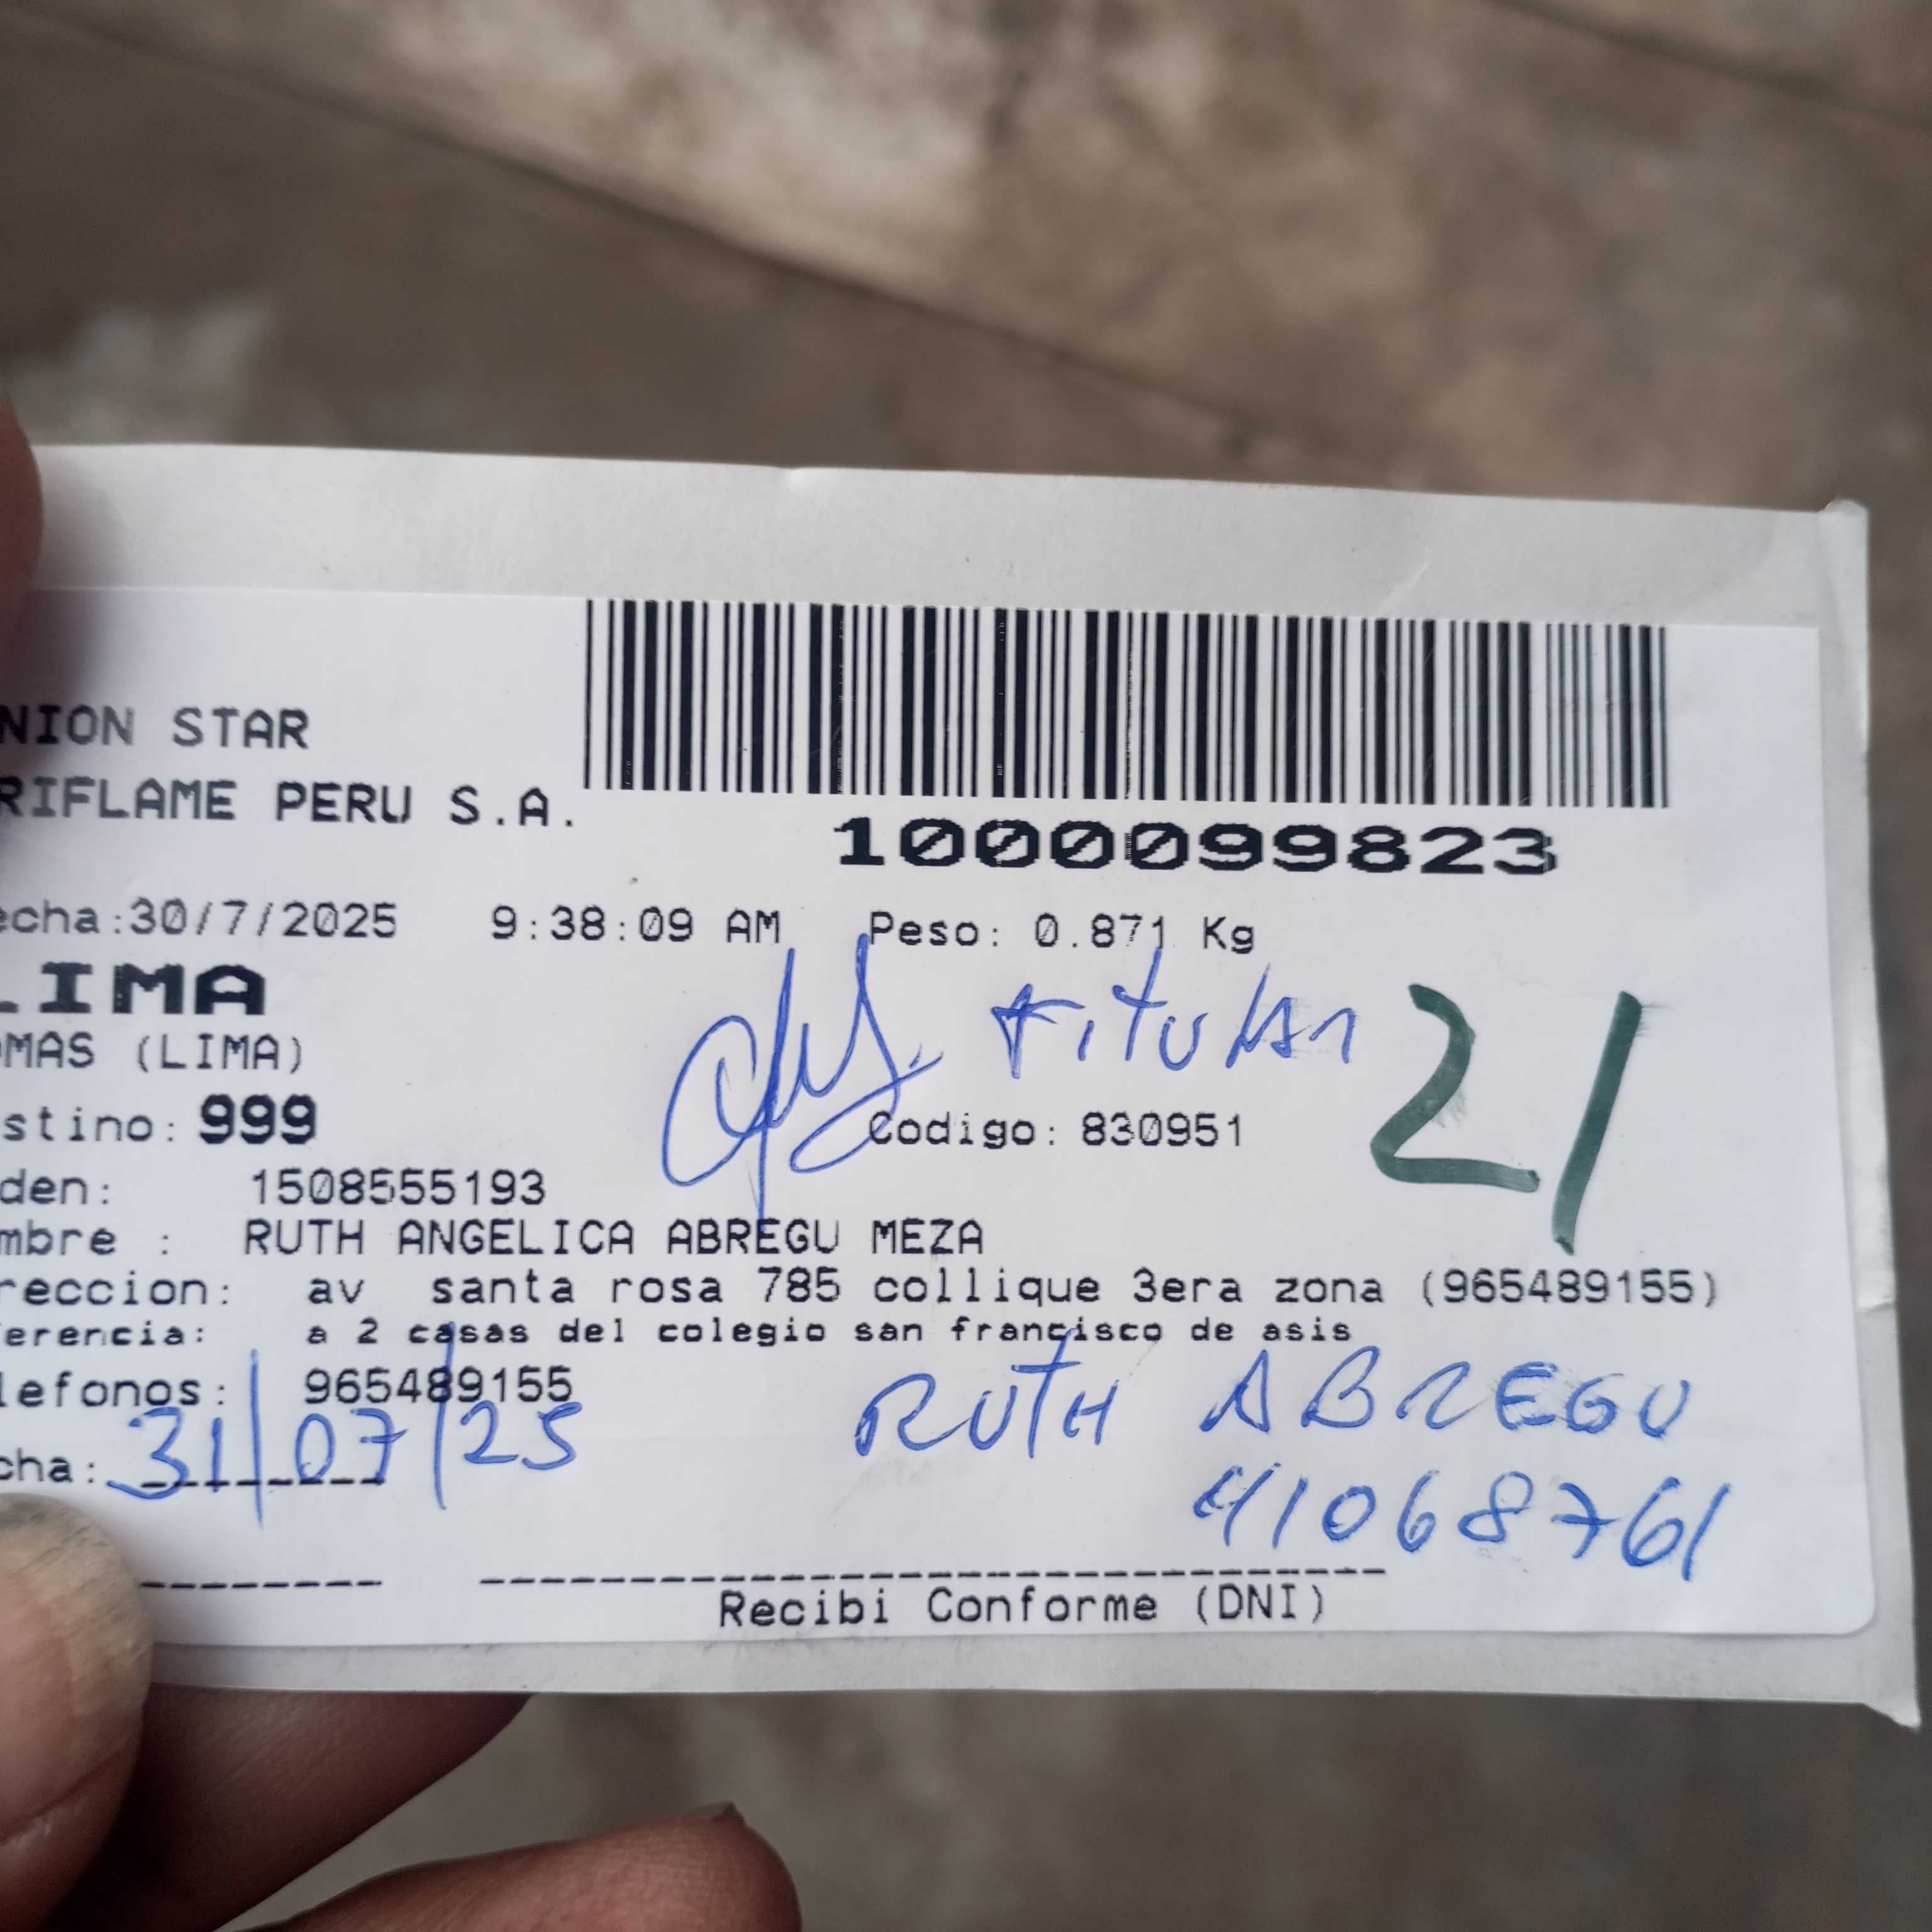 NION STAR
RIFLAME PERU S.A.
1000099823
echa:30/7/2025 9:38:09 AM Peso: 0.871 Kg
LIMA
titular
21
OMAS (LIMA)
stino: 999 Codigo: 830951
den: 1508555193
mbre : RUTH ANGELICA ABREGU MEZA
reccion: av santa rosa 785 collique 3era zona (965489155)
erencia: a 2 casas del colegio san francisco de asis
lefonos: 965489155
RUTH ABREGU
cha: 31/07/25
41068761
Recibi Conforme (DNI)